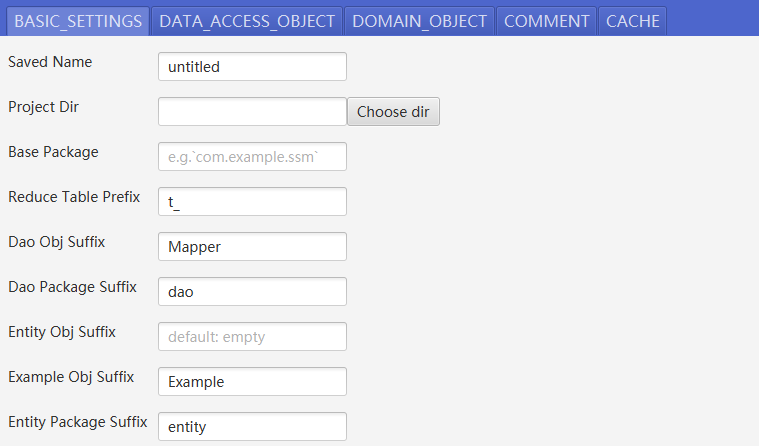 BASIC_SETTINGS DATA_ACCESS_OBJECT DOMAIN_OBJECT COMMENT CACHE
Saved Name untitled
Project Dir Choose dir
Base Package e.g.`com.example.ssm`
Reduce Table Prefix t_
Dao Obj Suffix Mapper
Dao Package Suffix dao
Entity Obj Suffix default: empty
Example Obj Suffix Example
Entity Package Suffix entity